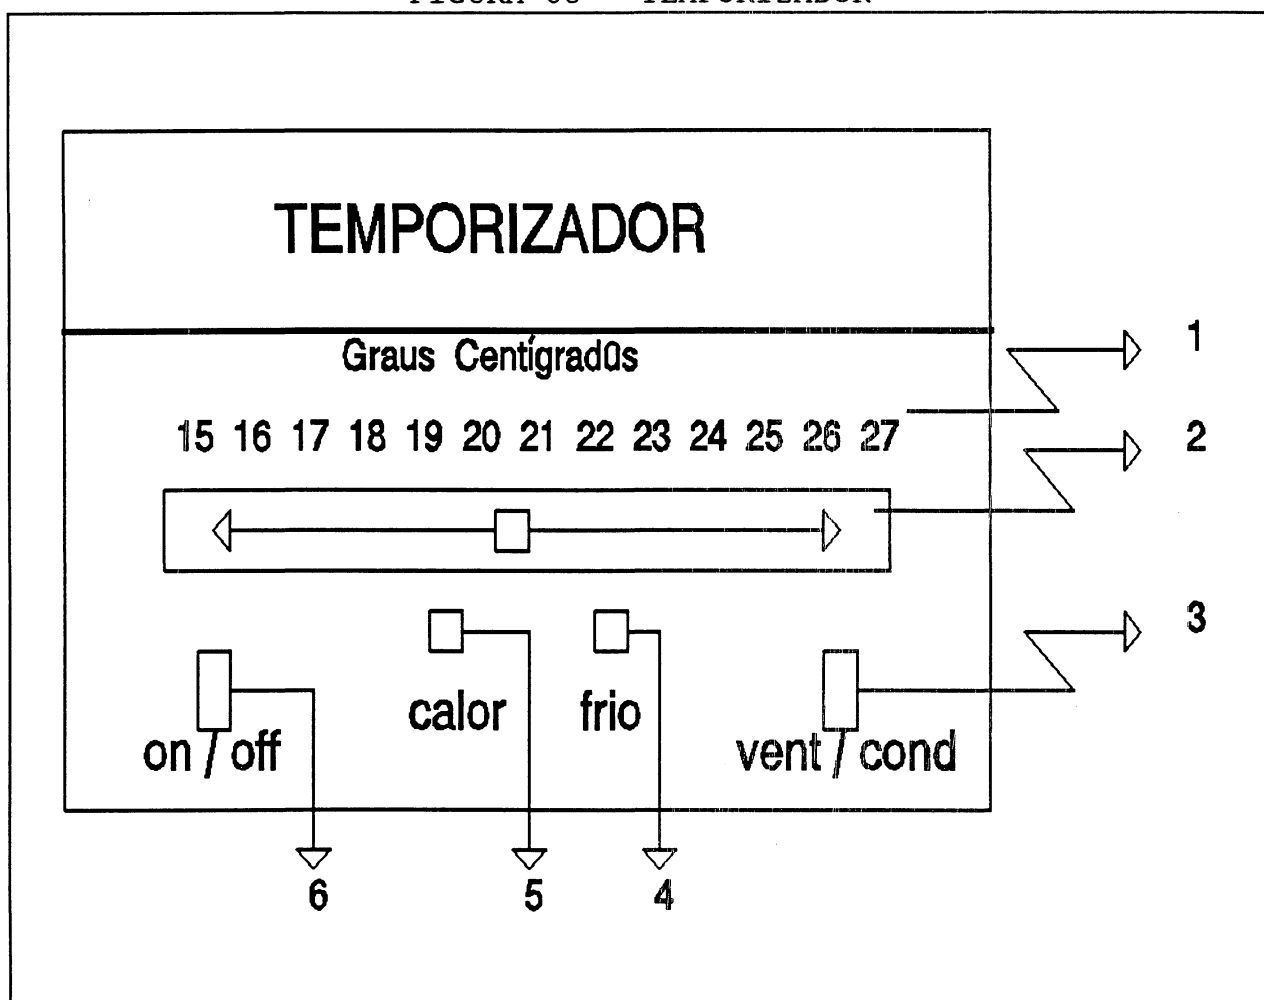 TEMPORIZADOR
Graus Centígrados
15 16 17 18 19 20 21 22 23 24 25 26 27
1
2
3
calor frio
on / off vent / cond
6 5 4